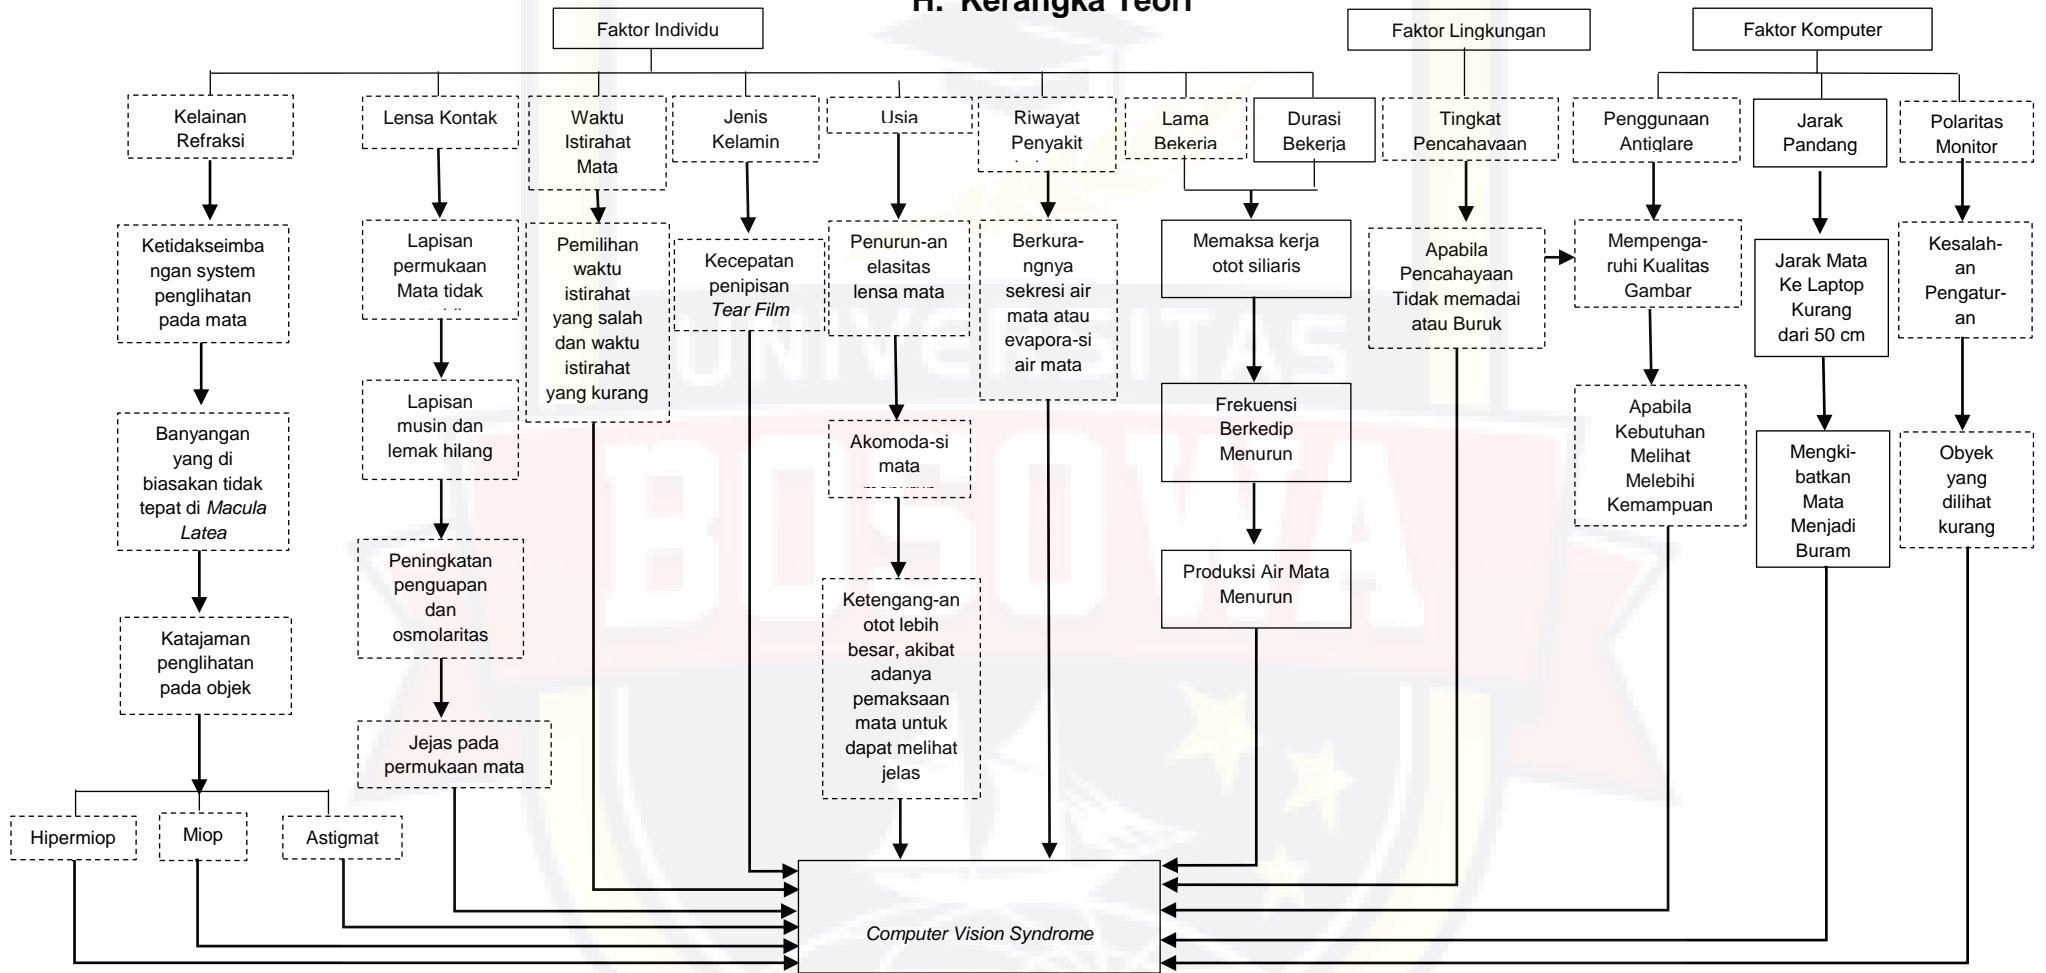 H. Kerangka Teori
Faktor Individu
Faktor Lingkungan
Faktor Komputer
Kelainan
Refraksi
Lensa Kontak
Waktu
Istirahat
Mata
Jenis
Kelamin
Usia
Riwayat
Penyakit
Lama
Bekerja
Durasi
Bekerja
Tingkat
Pencahayaan
Penggunaan
Antiglare
Jarak
Pandang
Polaritas
Monitor
Ketidakseimba
ngan system
penglihatan
pada mata
Lapisan
permukaan
Mata tidak
Pemilihan
waktu
istirahat
yang salah
dan waktu
istirahat
yang kurang
Kecepatan
penipisan
Tear Film
Penurun-an
elasitas
lensa mata
Berkura-
ngnya
sekresi air
mata atau
evapora-si
air mata
Memaksa kerja
otot siliaris
Apabila
Pencahayaan
Tidak memadai
atau Buruk
Mempenga-
ruhi Kualitas
Gambar
Jarak Mata
Ke Laptop
Kurang
dari 50 cm
Kesalah-
an
Pengatur-
an
Banyangan
yang di
biasakan tidak
tepat di Macula
Latea
Lapisan
musin dan
lemak hilang
Akomoda-si
mata
Frekuensi
Berkedip
Menurun
Apabila
Kebutuhan
Melihat
Melebihi
Kemampuan
Mengki-
batkan
Mata
Menjadi
Buram
Obyek
yang
dilihat
kurang
Peningkatan
penguapan
dan
osmolaritas
Ketengang-an
otot lebih
besar, akibat
adanya
pemaksaan
mata untuk
dapat melihat
jelas
Produksi Air Mata
Menurun
Katajaman
penglihatan
pada objek
Jejas pada
permukaan mata
Hipermiop
Miop
Astigmat
Computer Vision Syndrome
UNIVERSITAS
BOSOWA